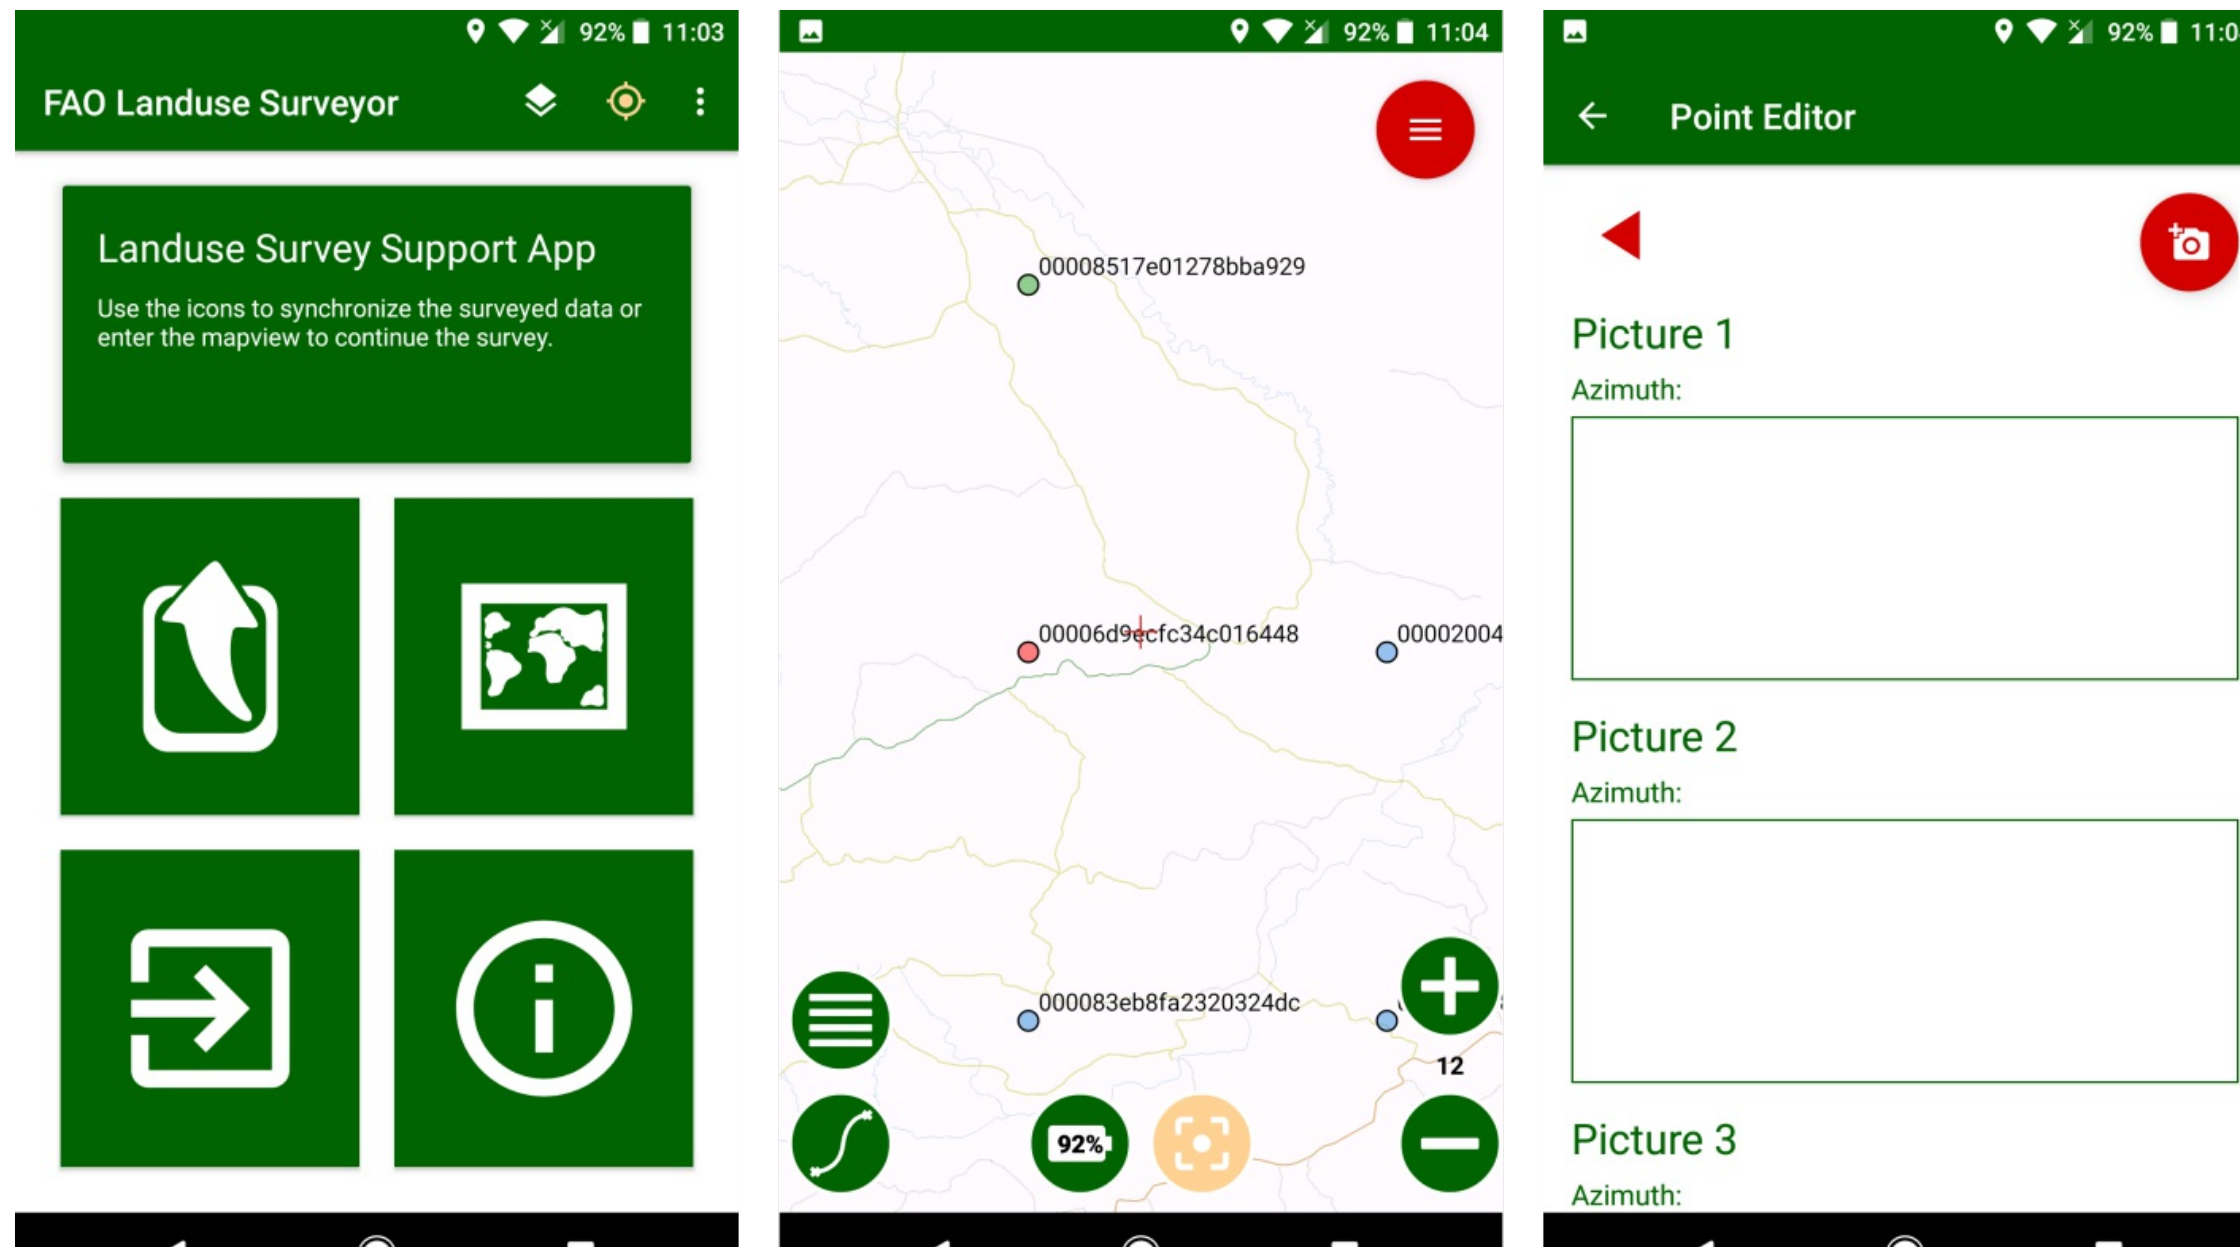 92% 11:03
FAO Landuse Surveyor
Landuse Survey Support App
Use the icons to synchronize the surveyed data or
enter the mapview to continue the survey.
92% 11:04
00008517e01278bba929
00006d9ecfc34c016448
00002004
000083eb8fa2320324dc
12
92%
92% 11:0
Point Editor
Picture 1
Azimuth:
Picture 2
Azimuth:
Picture 3
Azimuth: